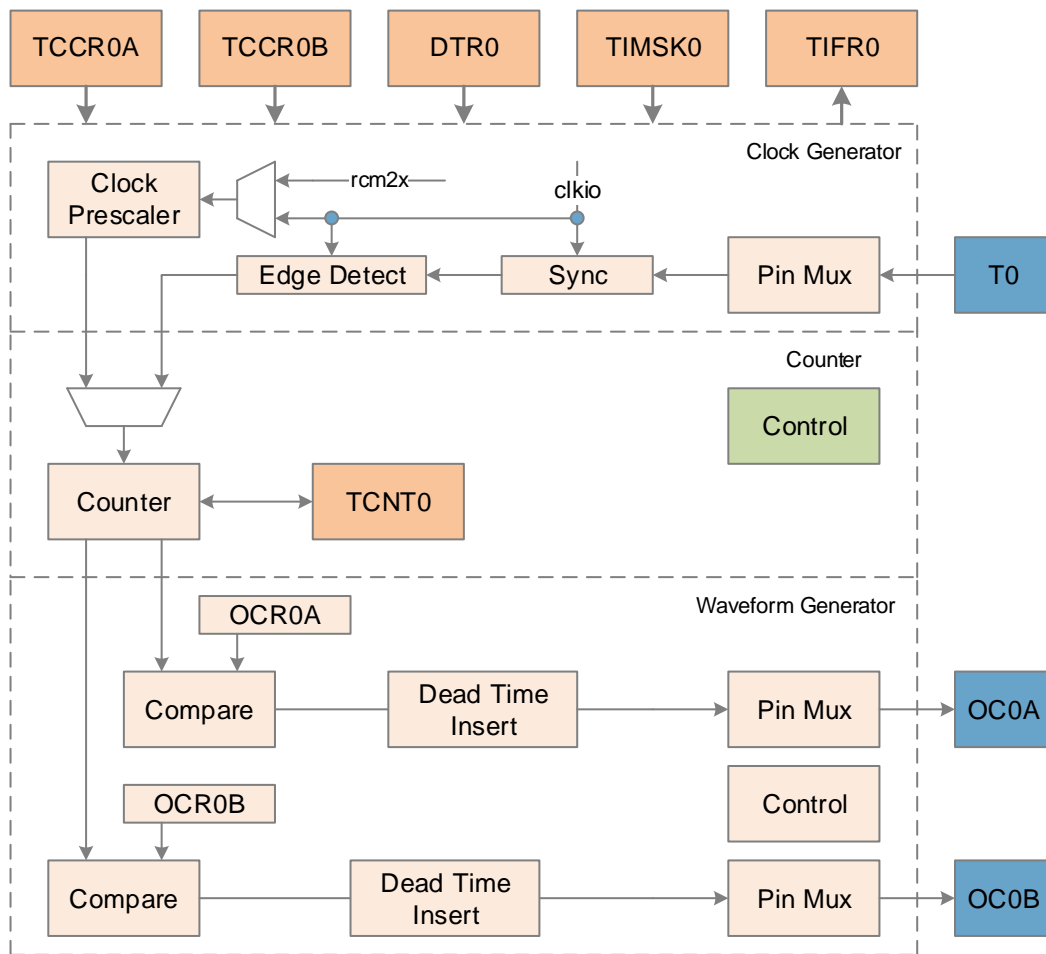 TCCR0A
TCCR0B
DTR0
TIMSK0
TIFR0
Clock Generator
Clock
Prescaler
rcm2x
clkio
Edge Detect
Sync
Pin Mux
T0
Counter
Control
Counter
TCNT0
Waveform Generator
OCR0A
Compare
Dead Time
Insert
Pin Mux
OC0A
OCR0B
Control
Compare
Dead Time
Insert
Pin Mux
OC0B